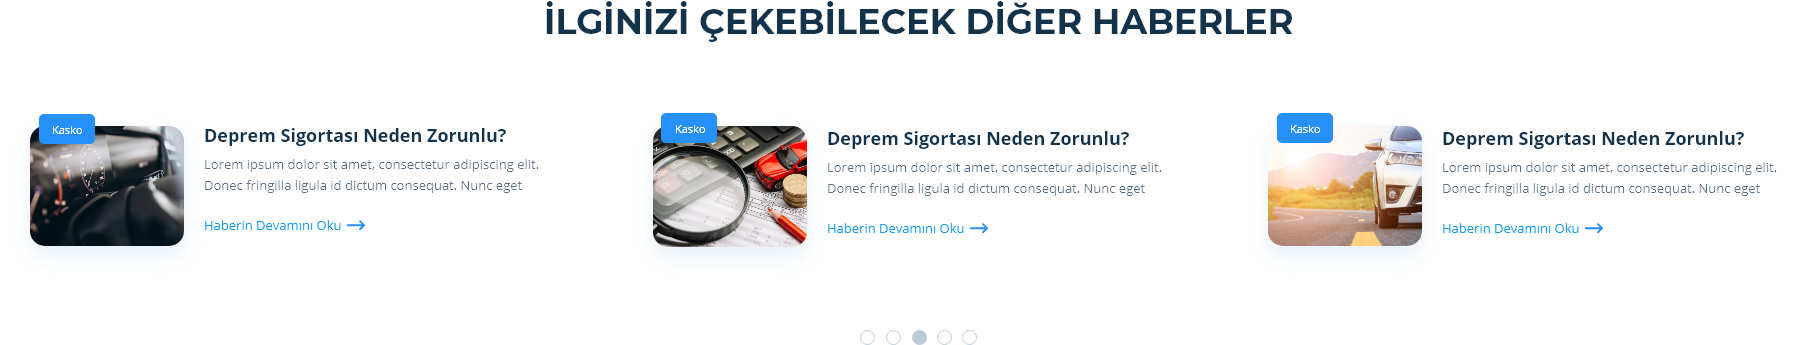 İLGİNİZİ ÇEKEBİLECEK DİĞER HABERLER
Kasko
Deprem Sigortası Neden Zorunlu?
Lorem ipsum dolor sit amet, consectetur adipiscing elit.
Donec fringilla ligula id dictum consequat. Nunc eget
Haberin Devamını Oku
Kasko
Deprem Sigortası Neden Zorunlu?
Lorem ipsum dolor sit amet, consectetur adipiscing elit.
Donec fringilla ligula id dictum consequat. Nunc eget
Haberin Devamını Oku
Kasko
Deprem Sigortası Neden Zorunlu?
Lorem ipsum dolor sit amet, consectetur adipiscing elit.
Donec fringilla ligula id dictum consequat. Nunc eget
Haberin Devamını Oku